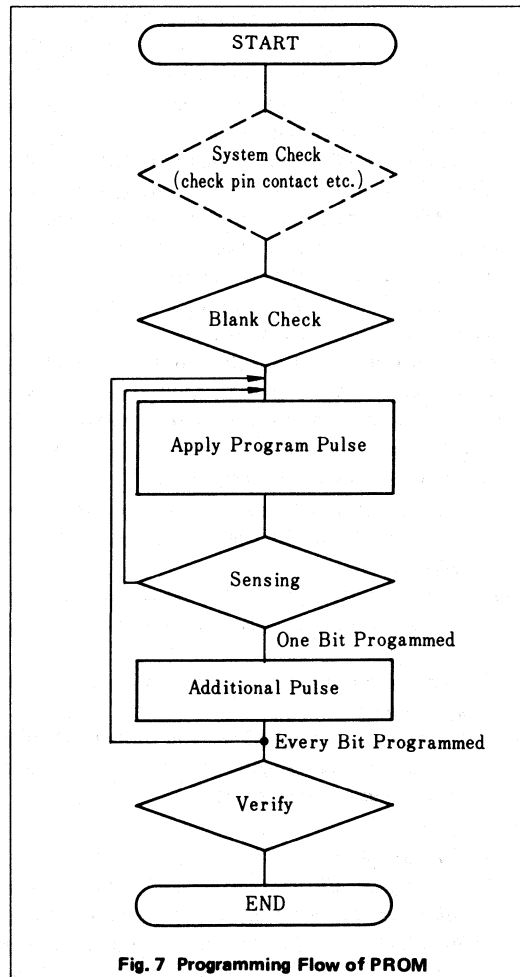 START
System Check
(check pin contact etc.)
Blank Check
Apply Program Pulse
Sensing
One Bit Progammed
Additional Pulse
Every Bit Programmed
Verify
END
Fig. 7 Programming Flow of PROM